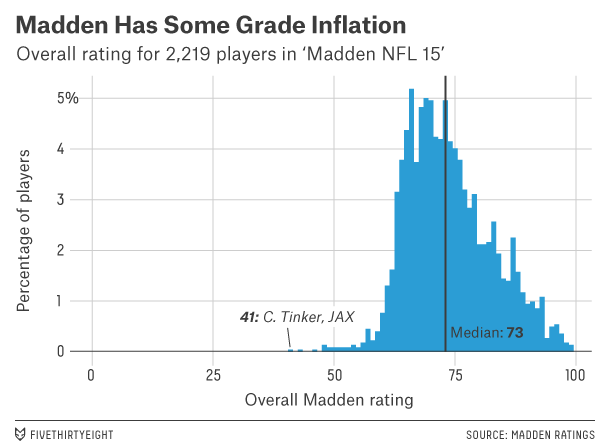 Madden Has Some Grade Inflation
Overall rating for 2,219 players in ‘Madden NFL 15’
5%
4
3
2
1
0
Percentage of players
41: C. Tinker, JAX
Median: 73
0 25 50 75 100
Overall Madden rating
FIVETHIRTYEIGHT
SOURCE: MADDEN RATINGS